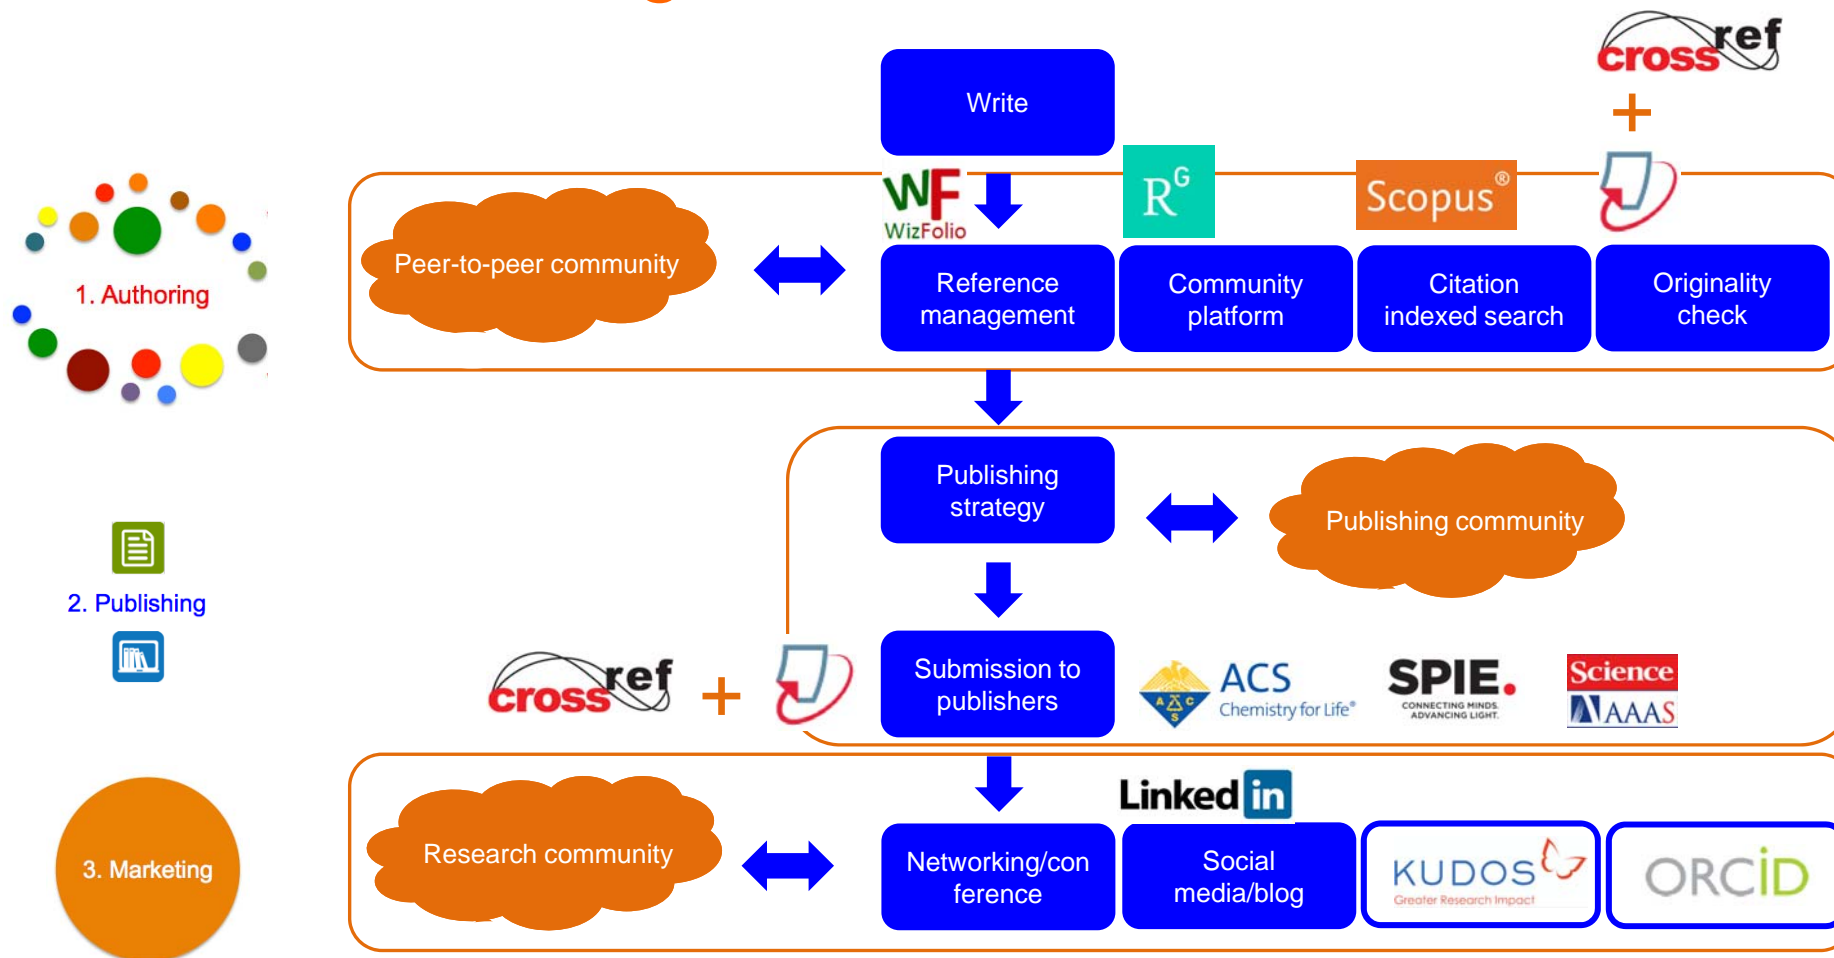 crossref
+
Write
WF
WizFolio
RG
Scopus®
1. Authoring
Peer-to-peer community
Reference
management
Community
platform
Citation
indexed search
Originality
check
Publishing
strategy
Publishing community
2. Publishing
crossref
+
Submission to
publishers
ACS
Chemistry for Life®
A C S
SPIE.
CONNECTING MINDS.
ADVANCING LIGHT.
Science
AAAS
LinkedIn
3. Marketing
Research community
Networking/con
ference
Social
media/blog
KUDOS
Greater Research Impact
ORCiD